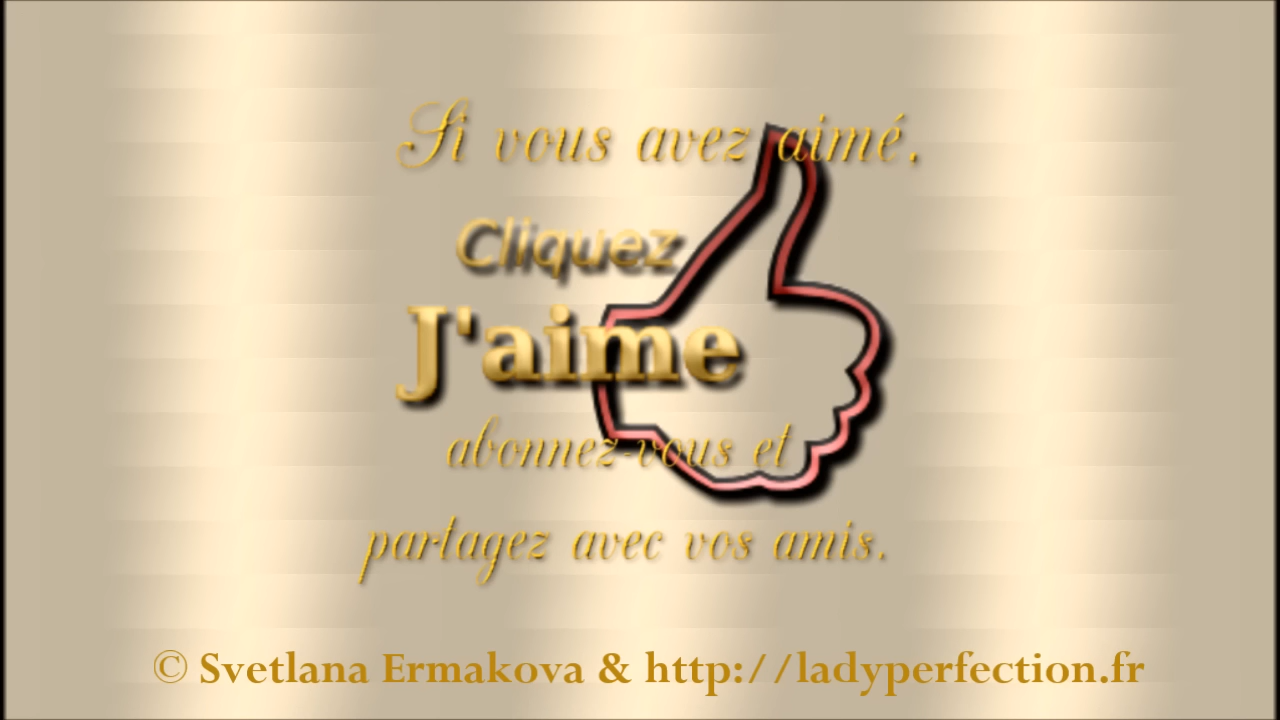 Si vous avez aimé.
Cliquez
J'aime
abonnez-vous et
partagez avec vos amis.
© Svetlana Ermakova & http://ladyperfection.fr